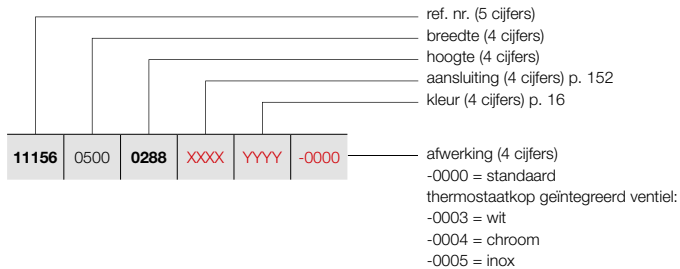 ref. nr. (5 cijfers)
breedte (4 cijfers)
hoogte (4 cijfers)
aansluiting (4 cijfers) p. 152
kleur (4 cijfers) p. 16
11156 0500 0288 XXXX YYYY -0000
afwerking (4 cijfers)
-0000 = standaard
thermostaatkop geïntegreerd ventiel:
-0003 = wit
-0004 = chroom
-0005 = inox